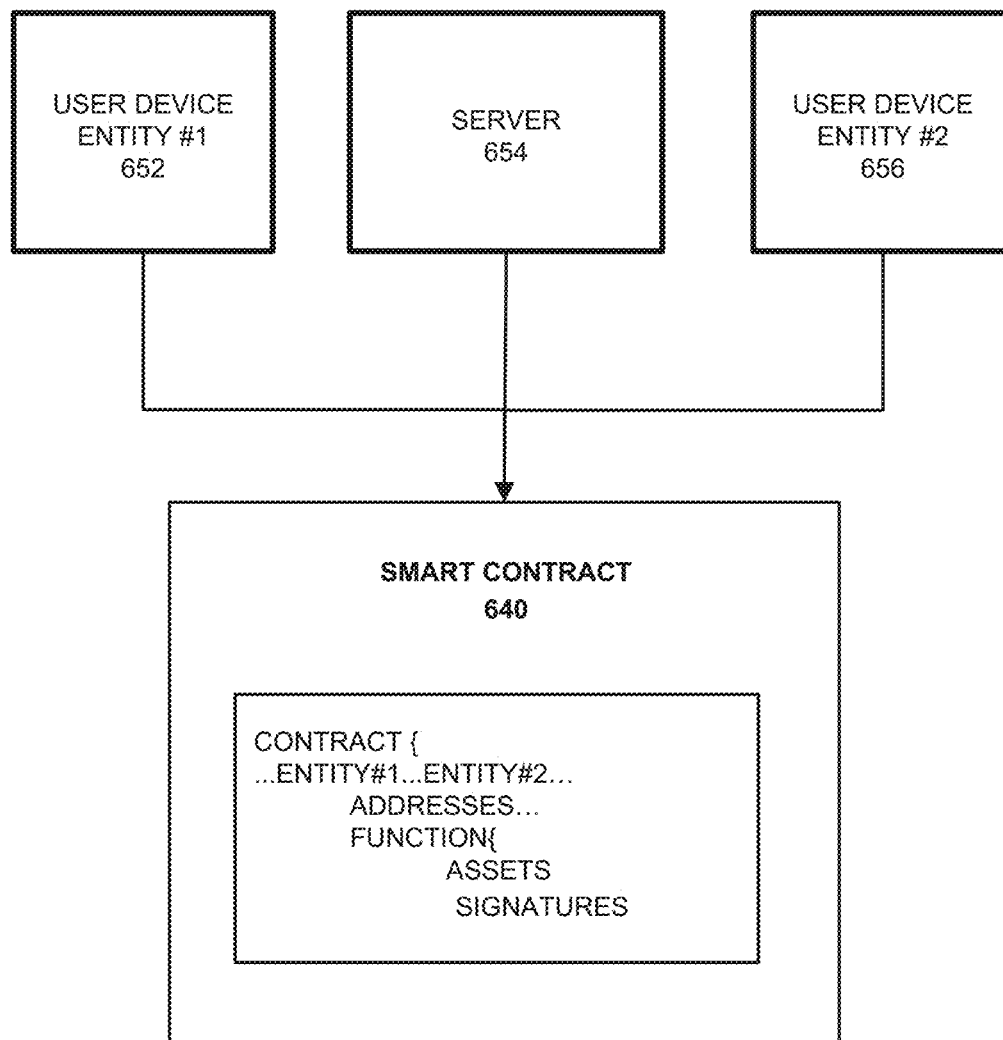 USER DEVICE
ENTITY #1
652
SERVER
654
USER DEVICE
ENTITY #2
656
SMART CONTRACT
640
CONTRACT {
...ENTITY#1...ENTITY#2...
ADDRESSES...
FUNCTION{
ASSETS
SIGNATURES